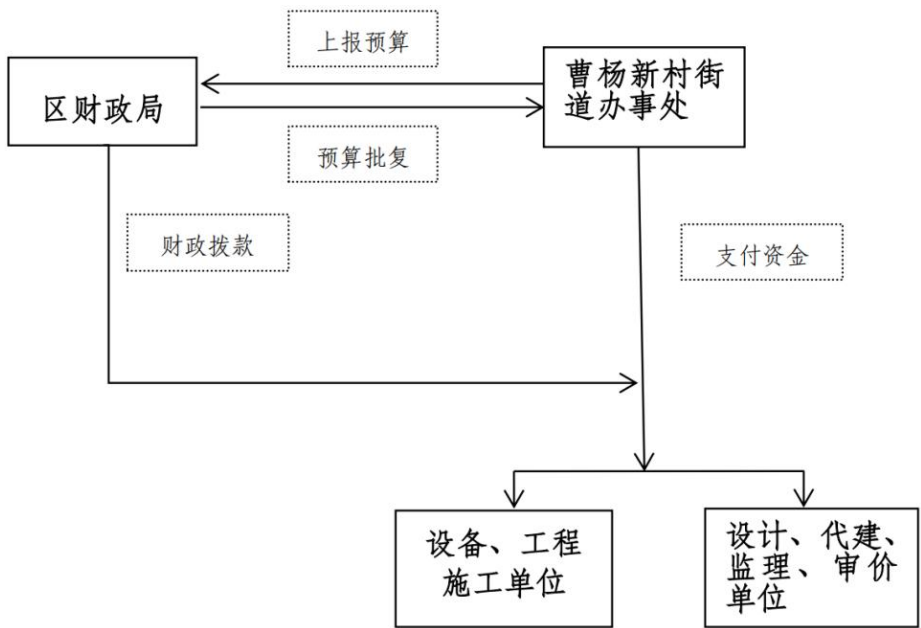 上报预算
区财政局
曹杨新村街
道办事处
预算批复
财政拨款
支付资金
设备、工程
施工单位
设计、代建、
监理、审价
单位